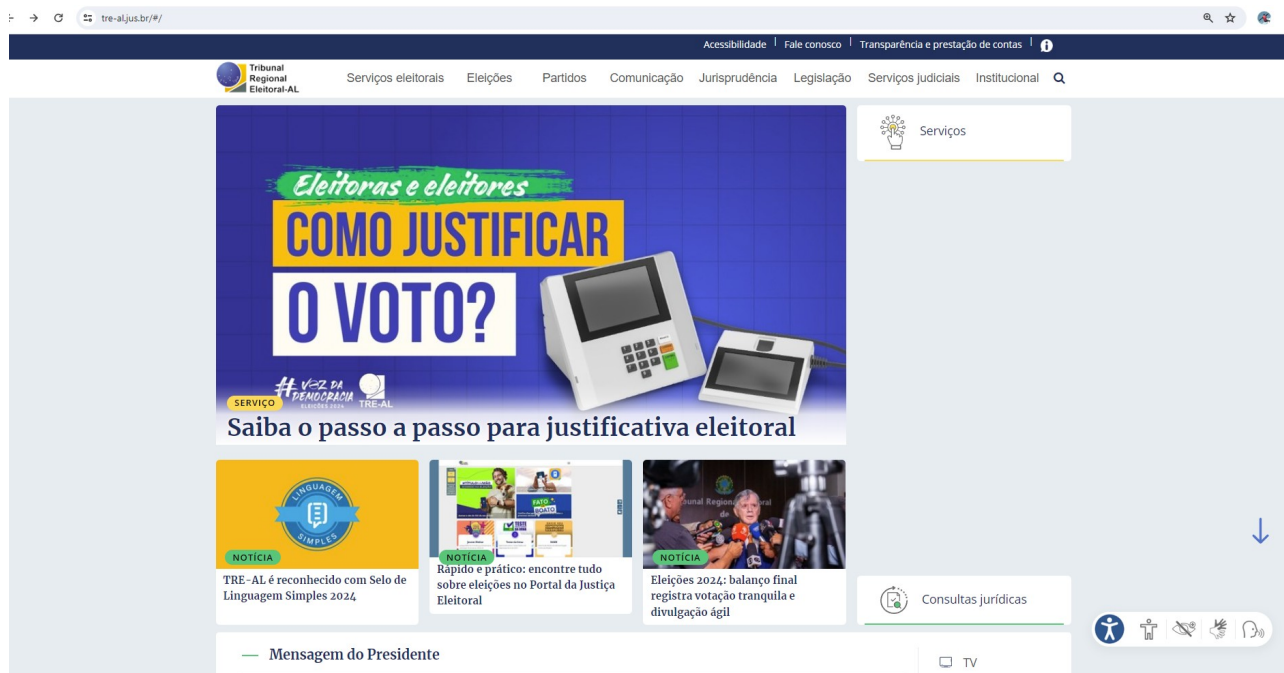 tre-al.jus.br/#/
Acessibilidade | Fale conosco | Transparência e prestação de contas |
Tribunal
Regional
Eleitoral-AL
Serviços eleitorais Eleições Partidos Comunicação Jurisprudência Legislação Serviços judiciais Institucional
Eleitoras e eleitores
COMO JUSTIFICAR
O VOTO?
# VOZ DA
DEMOCRACIA
ELEIÇÕES 2024
TRE-AL
SERVIÇO
Saiba o passo a passo para justificativa eleitoral
Serviços
LINGUAGEM
SIMPLES
NOTÍCIA
TRE-AL é reconhecido com Selo de
Linguagem Simples 2024
FATO
BOATO
NOTÍCIA
Rápido e prático: encontre tudo
sobre eleições no Portal da Justiça
Eleitoral
NOTÍCIA
Eleições 2024: balanço final
registra votação tranquila e
divulgação ágil
Consultas jurídicas
Mensagem do Presidente
TV